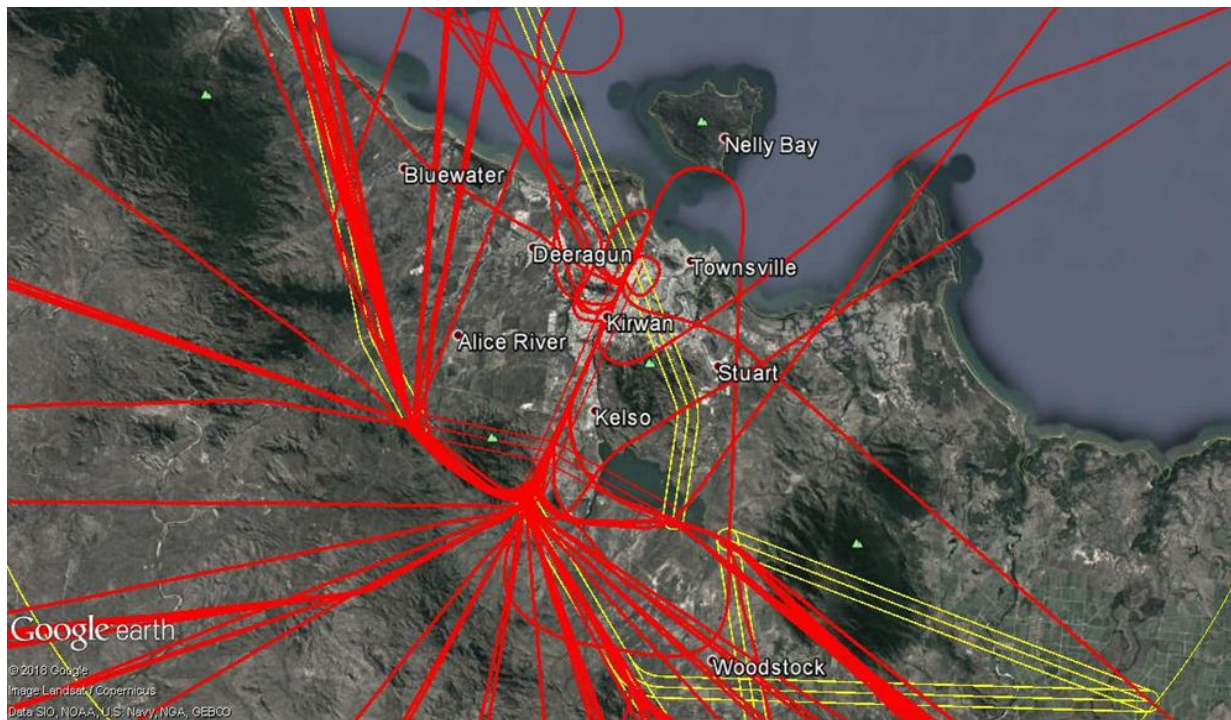 Nelly Bay
Bluewater
Deeragun
Townsville
Kirwan
Alice River
Stuart
Kelso
Woodstock
Google earth
© 2018 Google
Image Landsat / Copernicus
Data SIO, NOAA, U.S. Navy, NGA, GEBCO